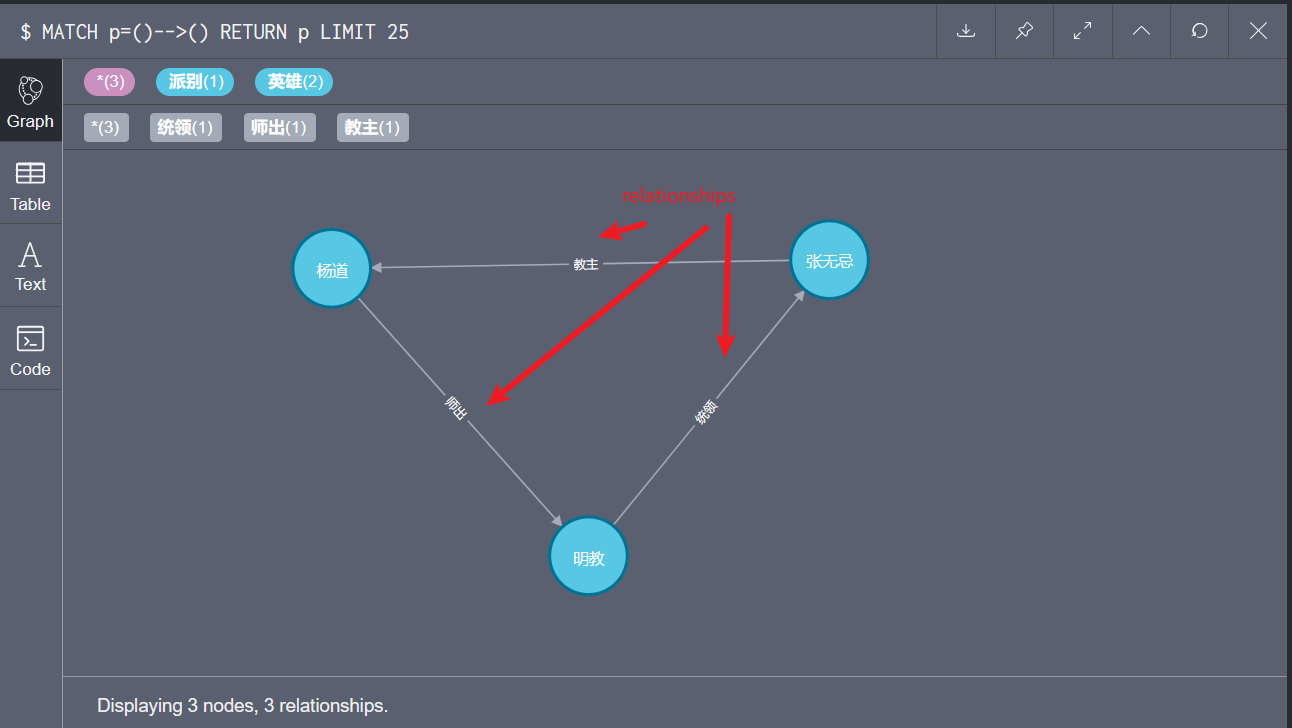 $ MATCH p=()-->() RETURN p LIMIT 25
Graph
*(3) 派别(1) 英雄(2)
*(3) 统领(1) 师出(1) 教主(1)
Table
Text
Code
relationships
杨道
教主
张无忌
师出
统领
明教
Displaying 3 nodes, 3 relationships.